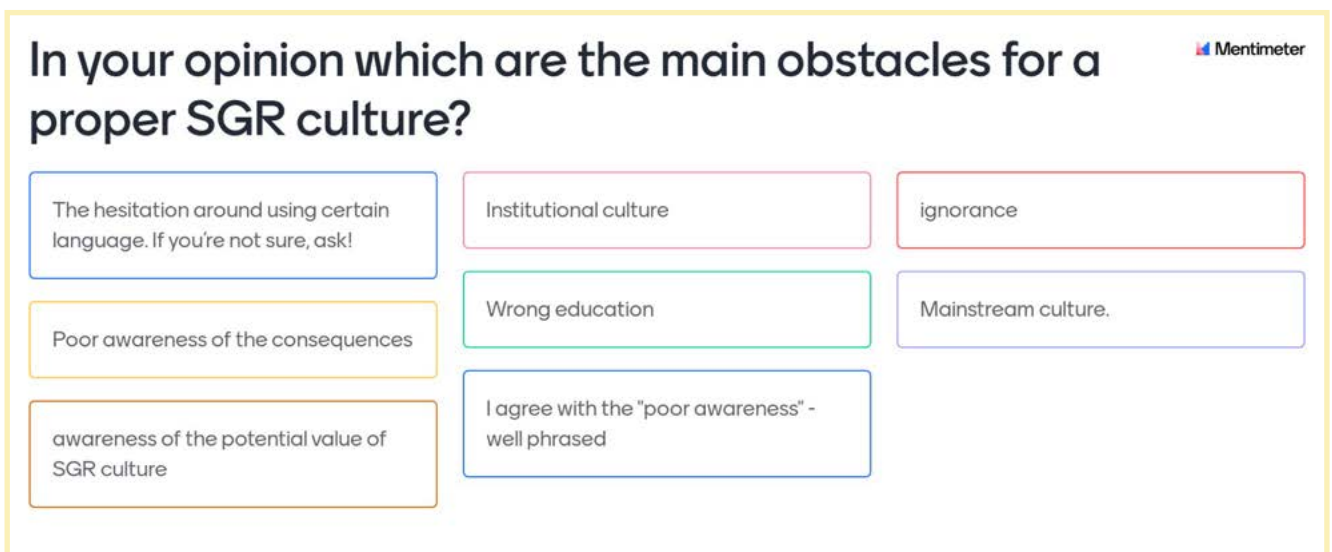 In your opinion which are the main obstacles for a
proper SGR culture?
Mentimeter
The hesitation around using certain
language. If you're not sure, ask!
Poor awareness of the consequences
awareness of the potential value of
SGR culture
Institutional culture
Wrong education
I agree with the "poor awareness" -
well phrased
ignorance
Mainstream culture.